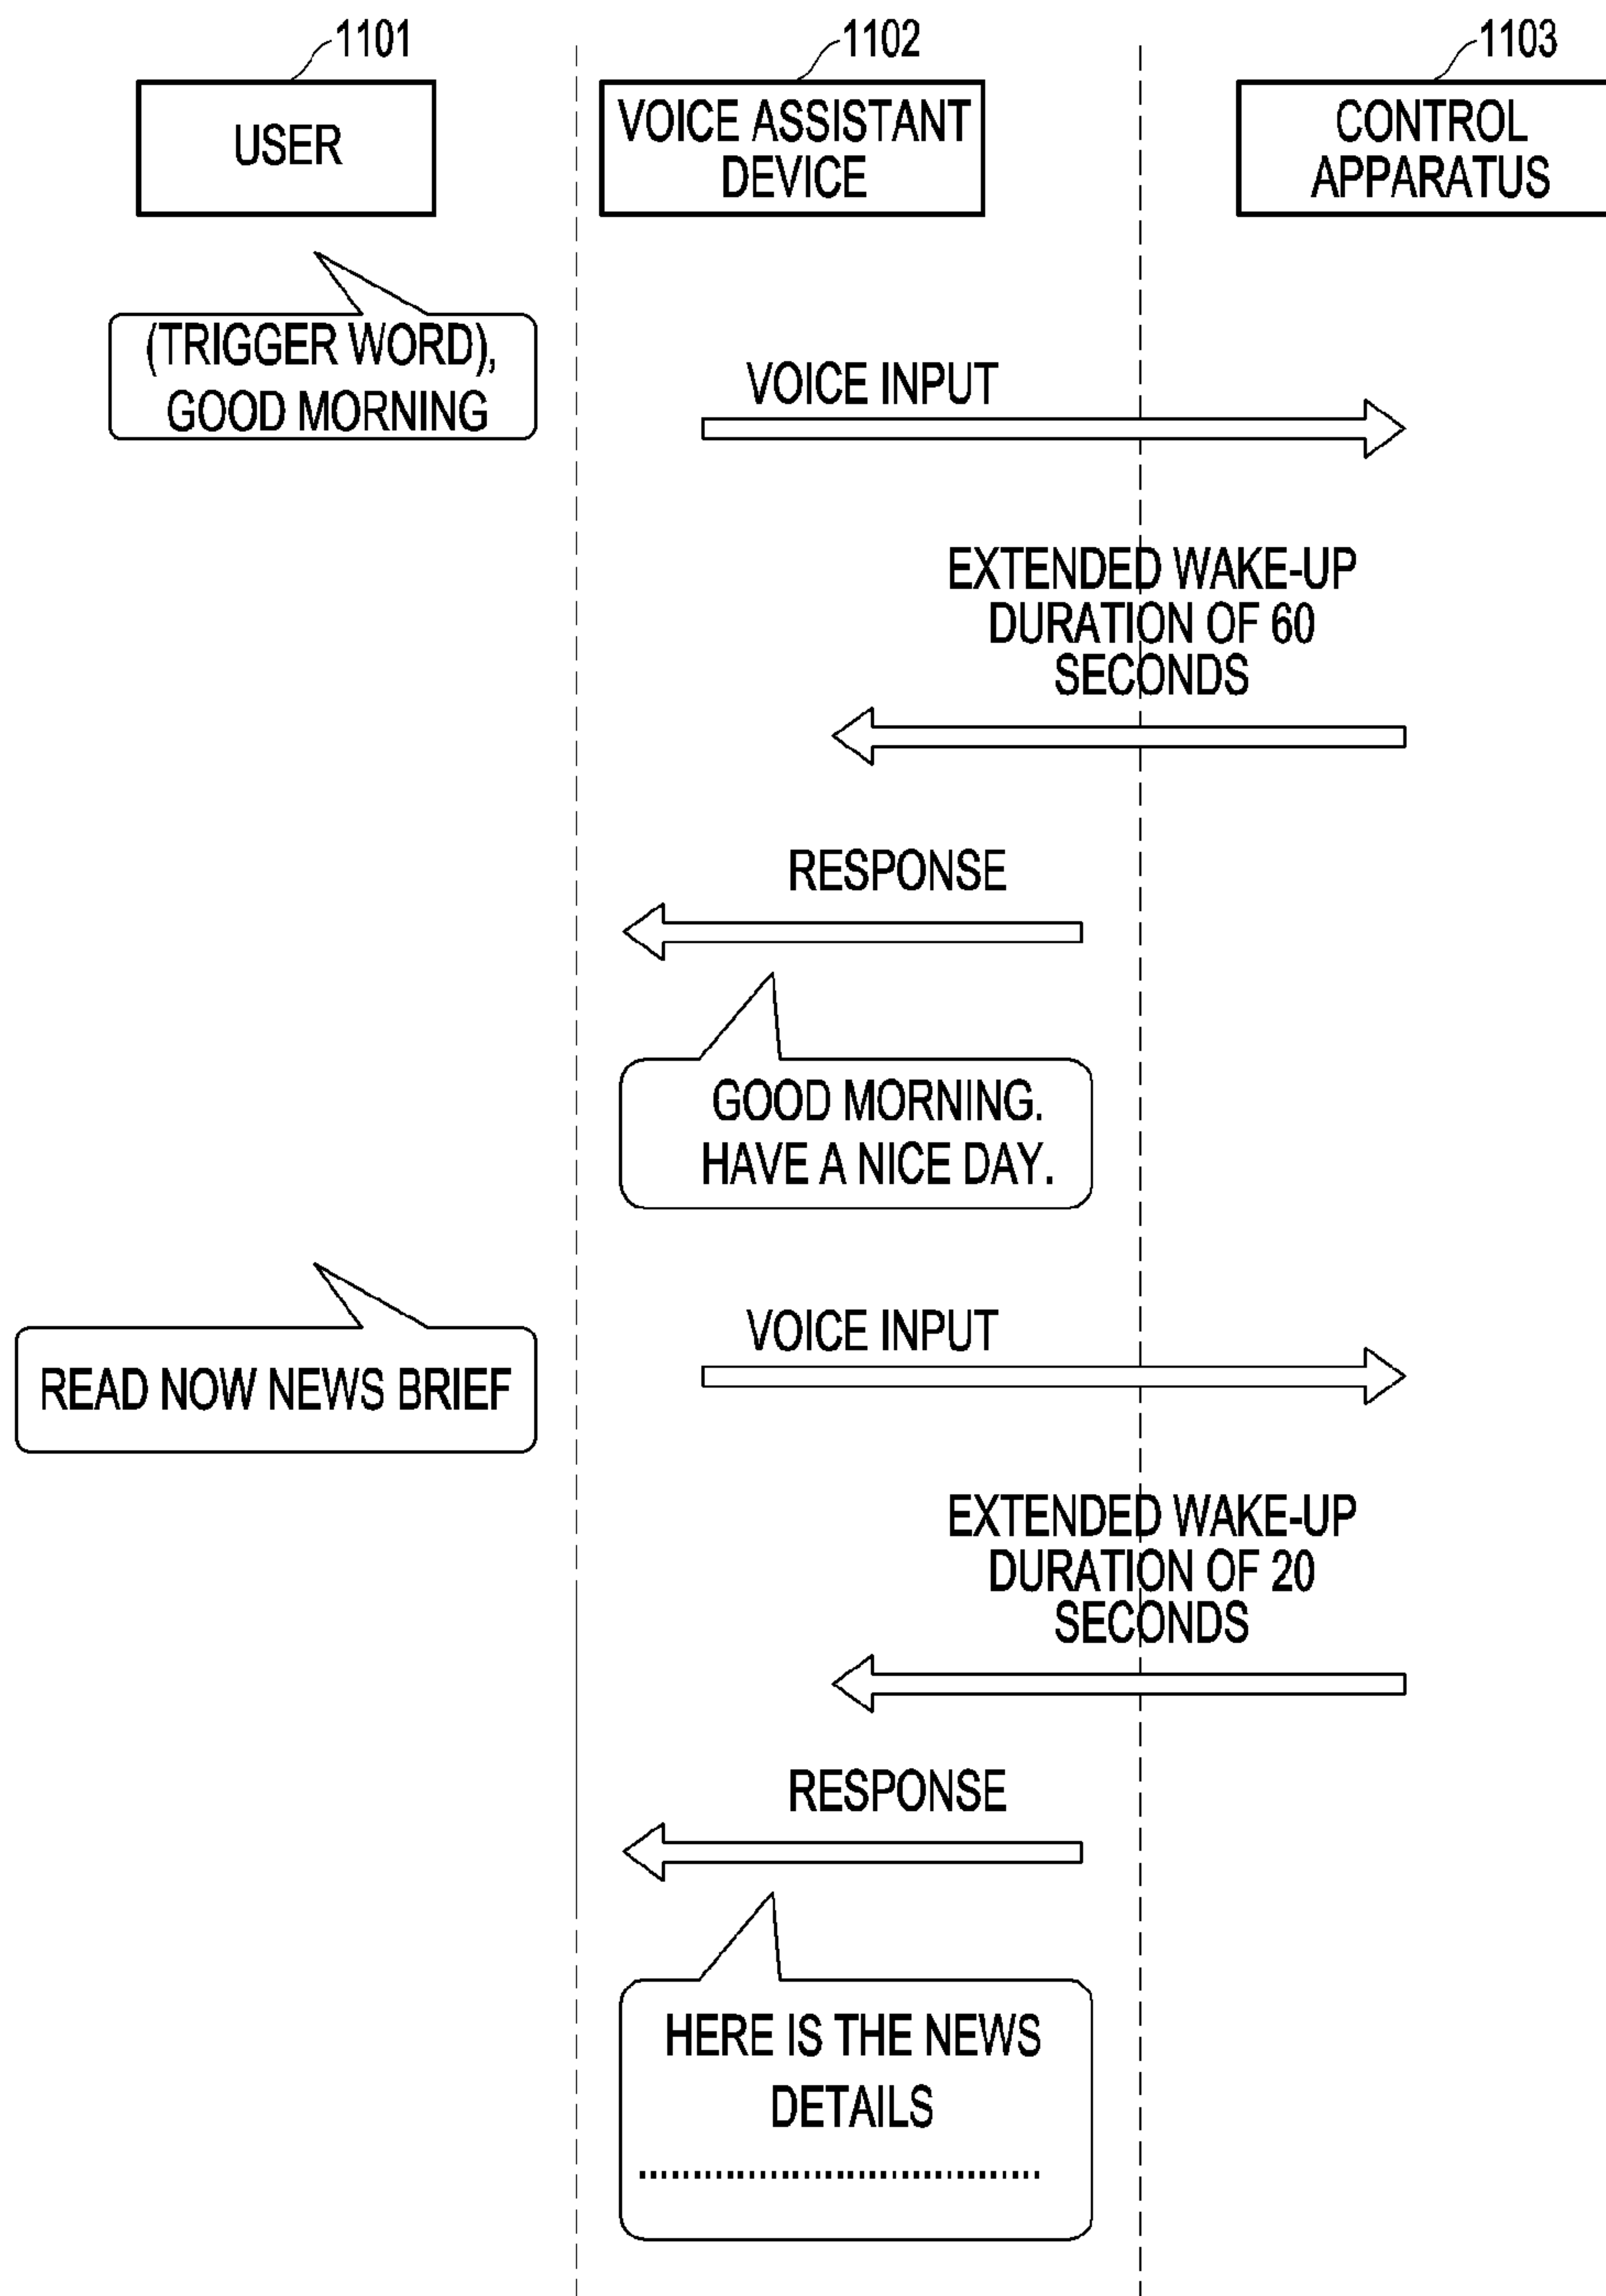 1101
1102
1103
USER
VOICE ASSISTANT
DEVICE
CONTROL
APPARATUS
(TRIGGER WORD),
GOOD MORNING
VOICE INPUT
EXTENDED WAKE-UP
DURATION OF 60
SECONDS
RESPONSE
GOOD MORNING.
HAVE A NICE DAY.
READ NOW NEWS BRIEF
VOICE INPUT
EXTENDED WAKE-UP
DURATION OF 20
SECONDS
RESPONSE
HERE IS THE NEWS
DETAILS